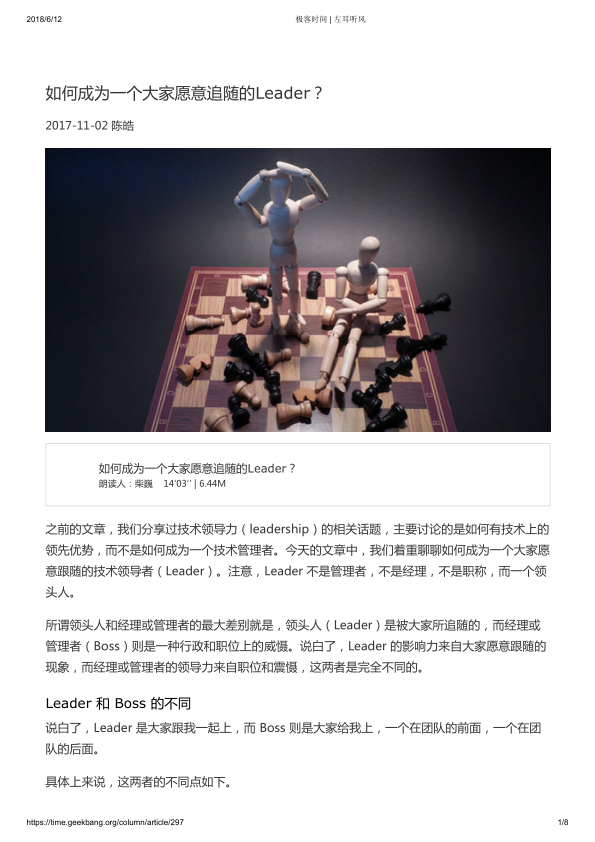 2018/6/12
极客时间 | 左耳听风
如何成为一个大家愿意追随的Leader？
2017-11-02 陈皓
如何成为一个大家愿意追随的Leader？
朗读人：柴巍 14′03′′ | 6.44M
之前的文章，我们分享过技术领导力（leadership）的相关话题，主要讨论的是如何有技术上的
领先优势，而不是如何成为一个技术管理者。今天的文章中，我们着重聊聊如何成为一个大家愿
意跟随的技术领导者（Leader）。注意，Leader 不是管理者，不是经理，不是职称，而一个领
头人。
所谓领头人和经理或管理者的最大差别就是，领头人（Leader）是被大家所追随的，而经理或
管理者（Boss）则是一种行政和职位上的威慑。说白了，Leader 的影响力来自大家愿意跟随的
现象，而经理或管理者的领导力来自职位和震慑，这两者是完全不同的。
Leader 和 Boss 的不同
说白了，Leader 是大家跟我一起上，而 Boss 则是大家给我上，一个在团队的前面，一个在团
队的后面。
具体上来说，这两者的不同点如下。
https://time.geekbang.org/column/article/297
1/8